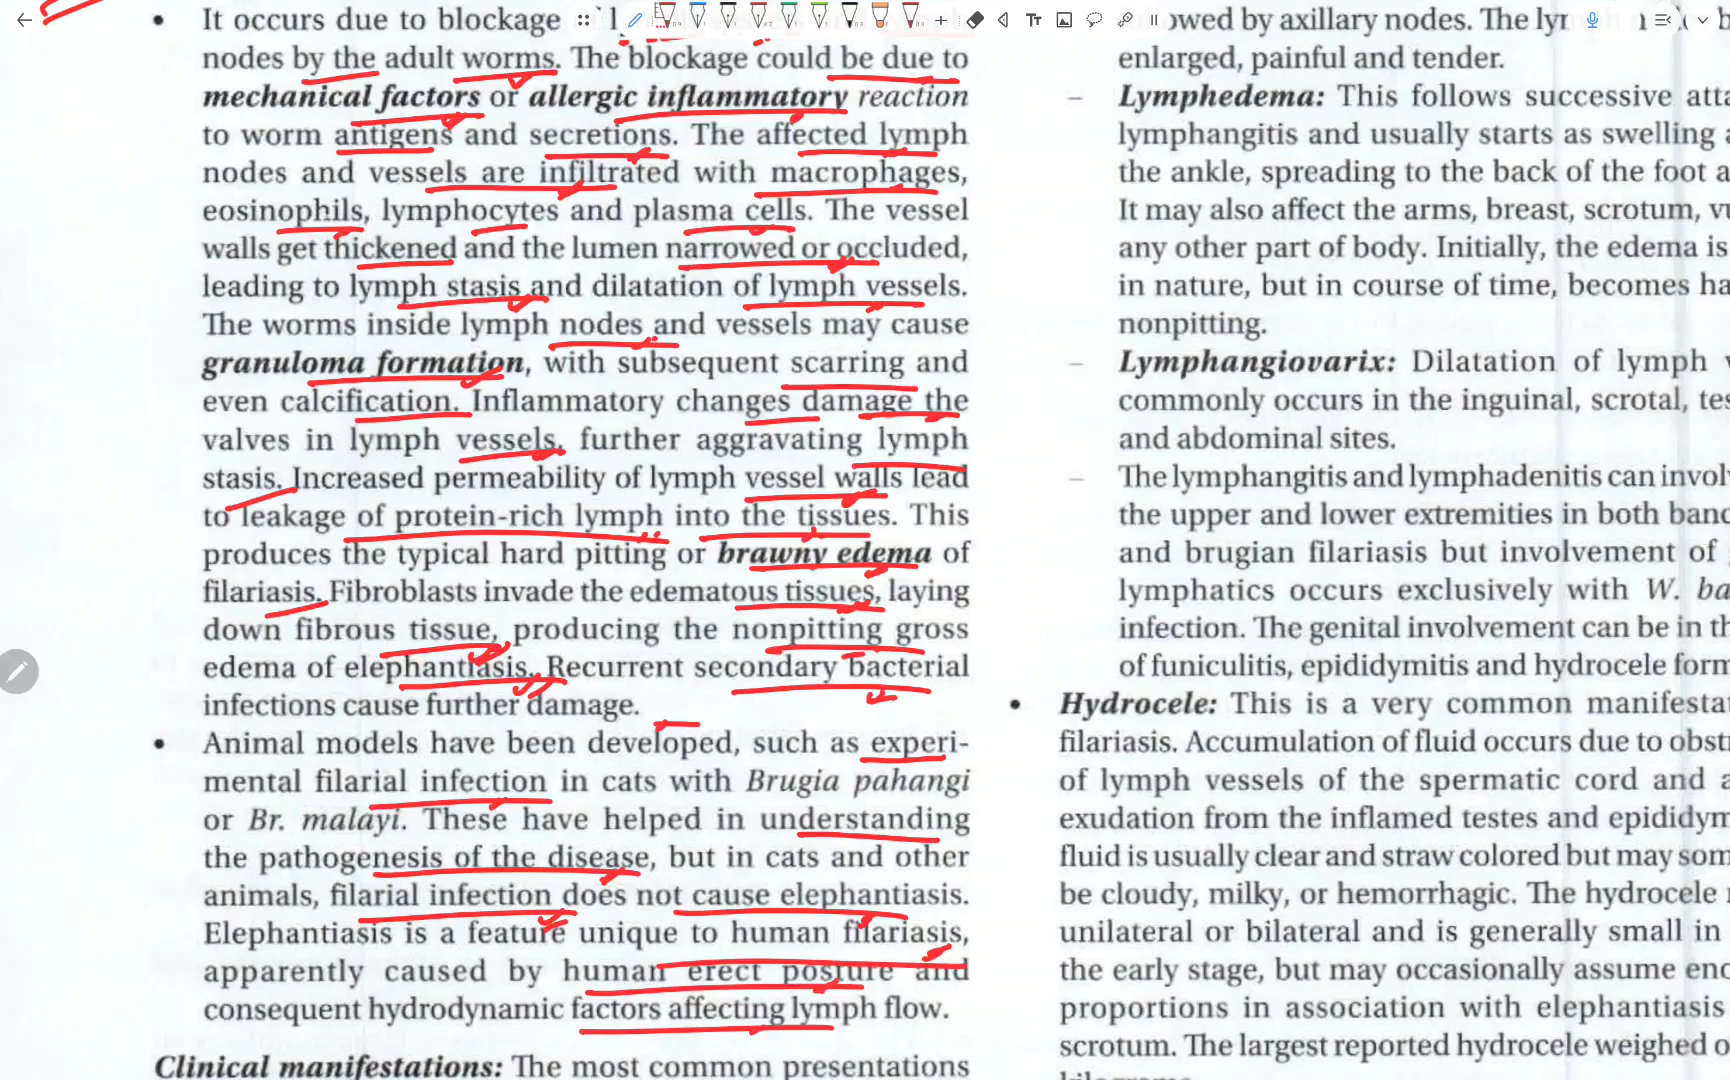 It occurs due to blockage
nodes by the adult worms. The blockage could be due to
mechanical factors or allergic inflammatory reaction
to worm antigens and secretions. The affected lymph
nodes and vessels are infiltrated with macrophages,
eosinophils, lymphocytes and plasma cells. The vessel
walls get thickened and the lumen narrowed or occluded,
leading to lymph stasis and dilatation of lymph vessels.
The worms inside lymph nodes and vessels may cause
granuloma formation, with subsequent scarring and
even calcification. Inflammatory changes damage the
valves in lymph vessels, further aggravating lymph
stasis. Increased permeability of lymph vessel walls lead
to leakage of protein-rich lymph into the tissues. This
produces the typical hard pitting or brawny edema of
filariasis. Fibroblasts invade the edematous tissues, laying
down fibrous tissue, producing the nonpitting gross
edema of elephantiasis. Recurrent secondary bacterial
infections cause further damage.
Animal models have been developed, such as experi-
mental filarial infection in cats with Brugia pahangi
or Br. malayi. These have helped in understanding
the pathogenesis of the disease, but in cats and other
animals, filarial infection does not cause elephantiasis.
Elephantiasis is a feature unique to human filariasis,
apparently caused by human erect posture and
consequent hydrodynamic factors affecting lymph flow.
Clinical manifestations: The most common presentations
owed by axillary nodes. The
enlarged, painful and tender.
– Lymphedema: This follows successive atta
lymphangitis and usually starts as swelling a
the ankle, spreading to the back of the foot a
It may also affect the arms, breast, scrotum, vu
any other part of body. Initially, the edema is
in nature, but in course of time, becomes ha
nonpitting.
– Lymphangiovarix: Dilatation of lymph v
commonly occurs in the inguinal, scrotal, tes
and abdominal sites.
– The lymphangitis and lymphadenitis can invol
the upper and lower extremities in both banc
and brugian filariasis but involvement of g
lymphatics occurs exclusively with W. ba
infection. The genital involvement can be in th
of funiculitis, epididymitis and hydrocele form
Hydrocele: This is a very common manifestat
filariasis. Accumulation of fluid occurs due to obstr
of lymph vessels of the spermatic cord and a
exudation from the inflamed testes and epididym
fluid is usually clear and straw colored but may som
be cloudy, milky, or hemorrhagic. The hydrocele
unilateral or bilateral and is generally small in
the early stage, but may occasionally assume eno
proportions in association with elephantiasis
scrotum. The largest reported hydrocele weighed o